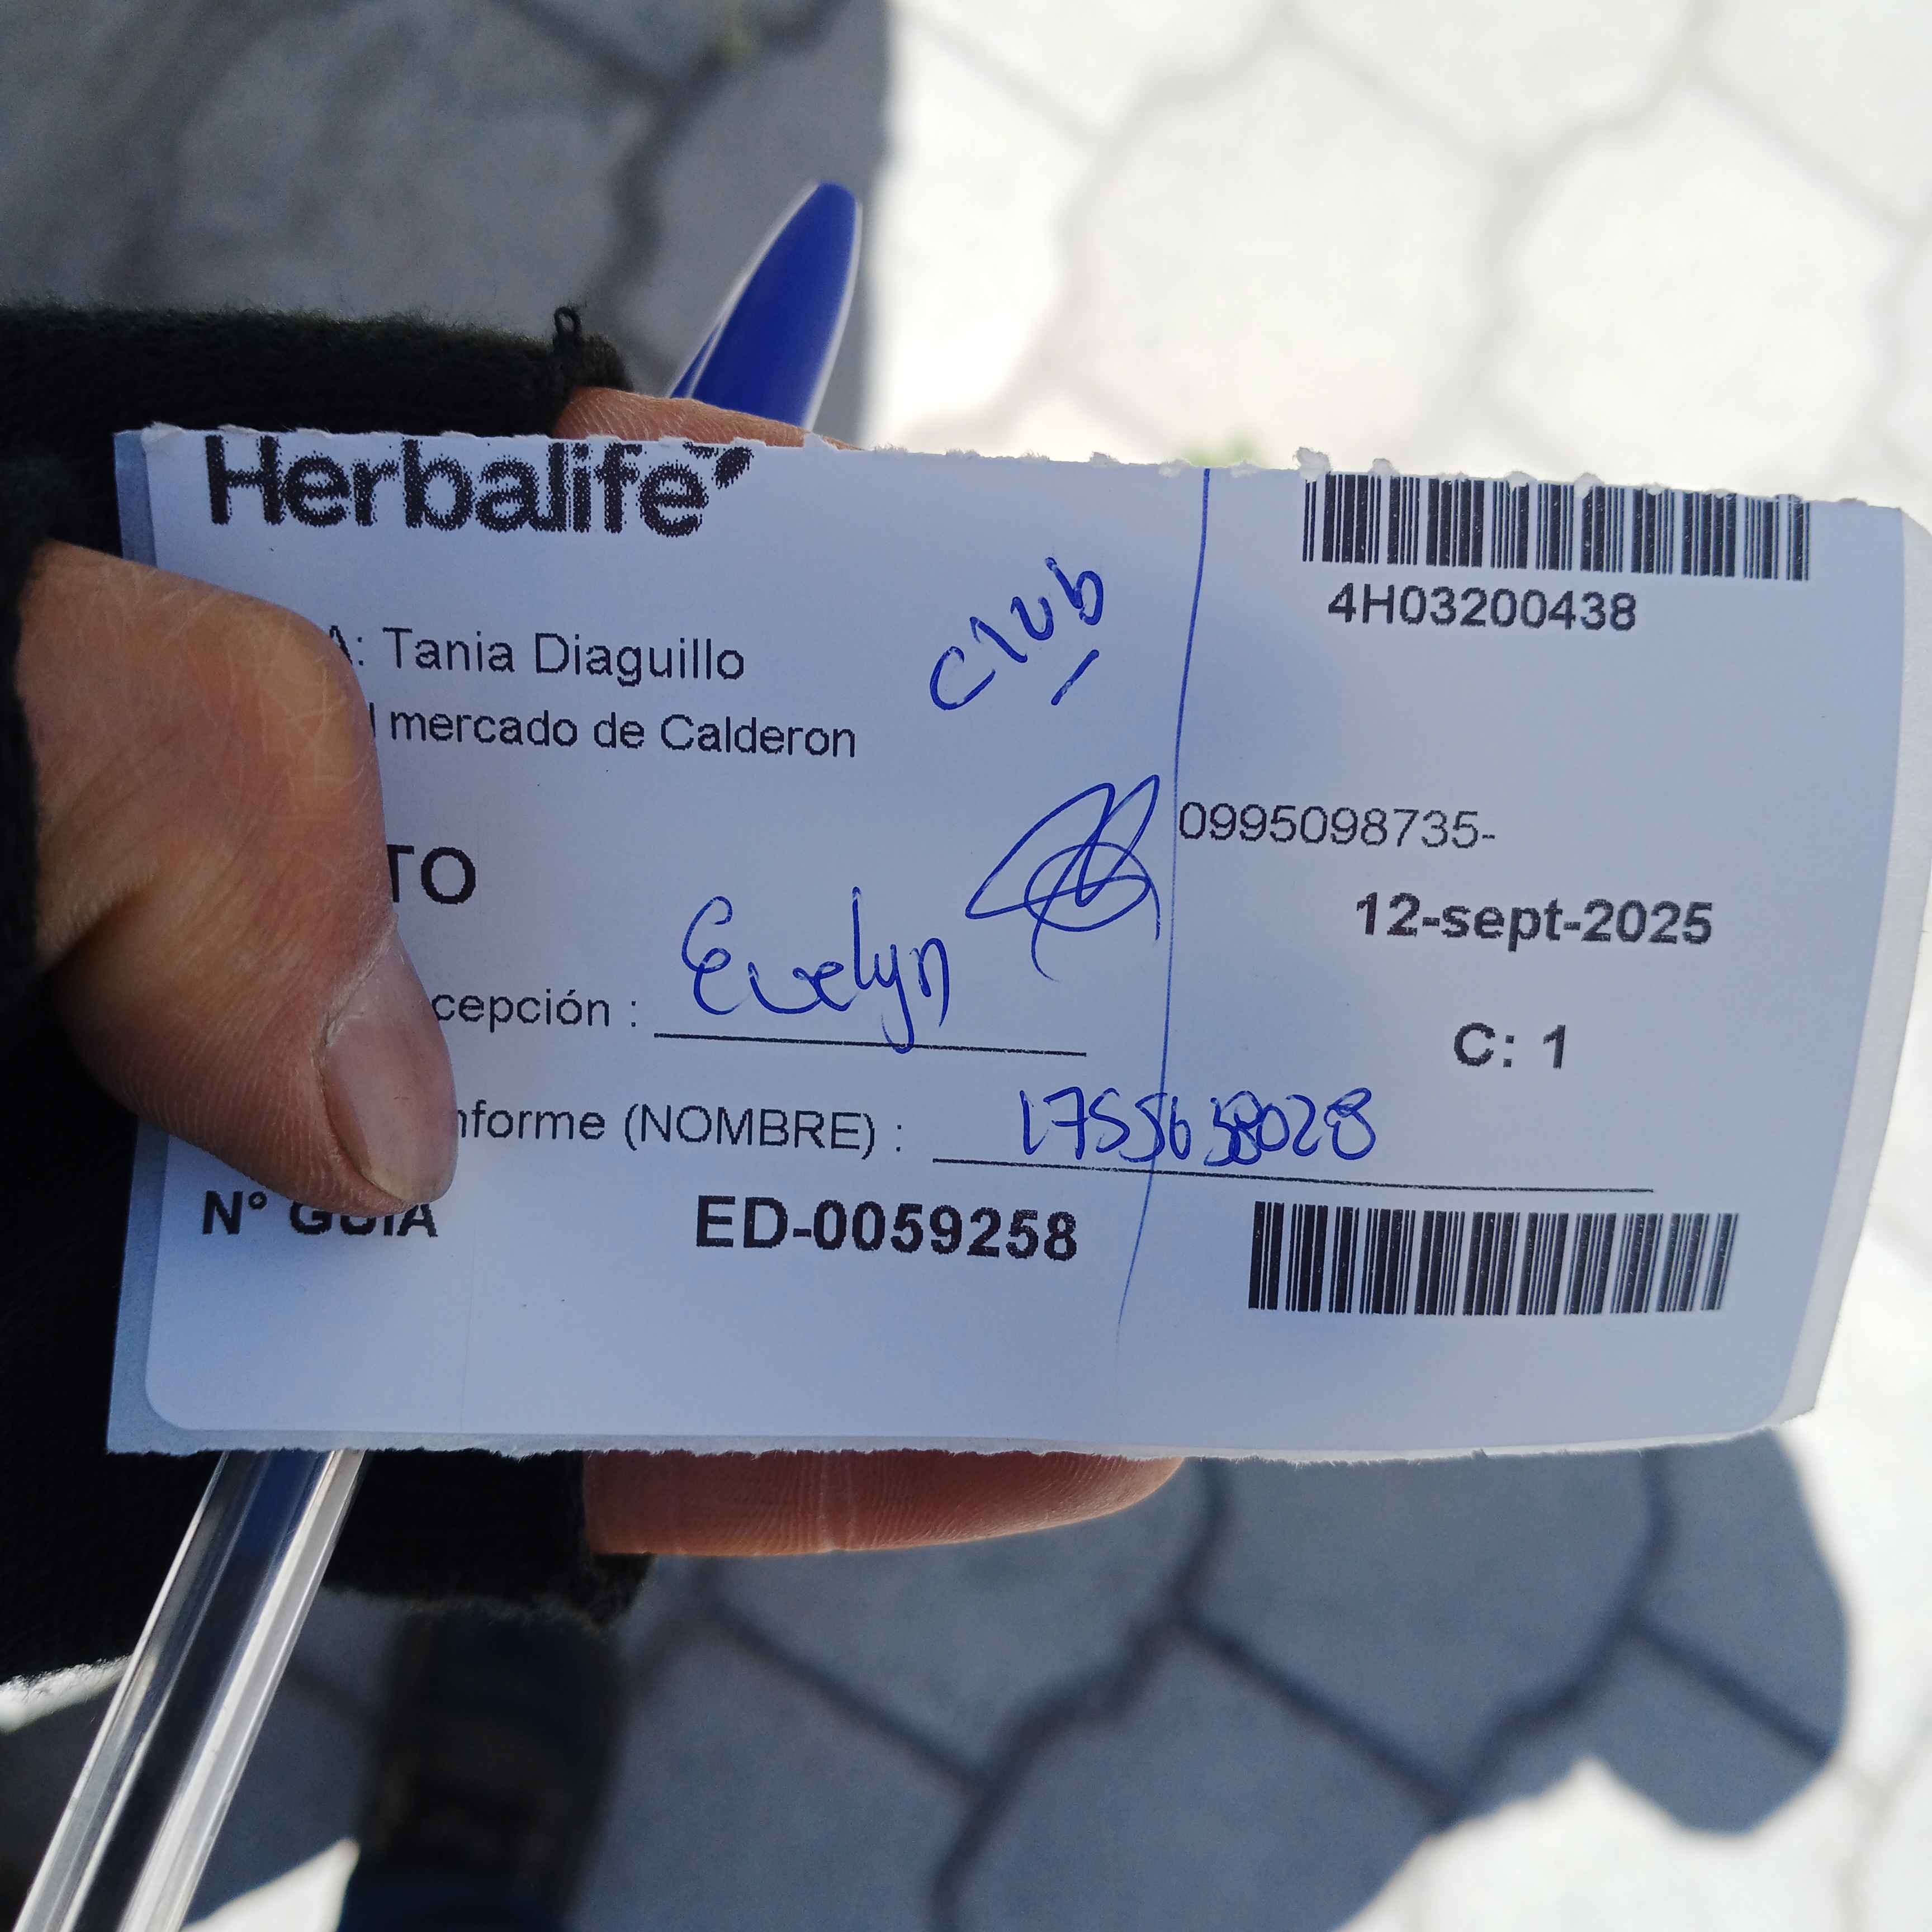 Herbalife
4H03200438
A: Tania Diaguillo
club
l mercado de Calderon
0995098735-
TO
12-sept-2025
cepción : Evelyn
C: 1
nforme (NOMBRE) : 1755658028
N° GUIA ED-0059258